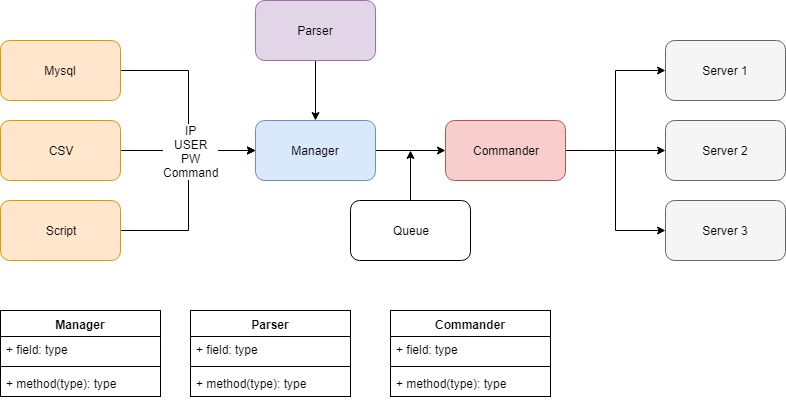 Parser
Mysql
Server 1
IP
USER
PW
Command
CSV
Manager
Commander
Server 2
Script
Queue
Server 3
Manager
+ field: type
+ method(type): type
Parser
+ field: type
+ method(type): type
Commander
+ field: type
+ method(type): type